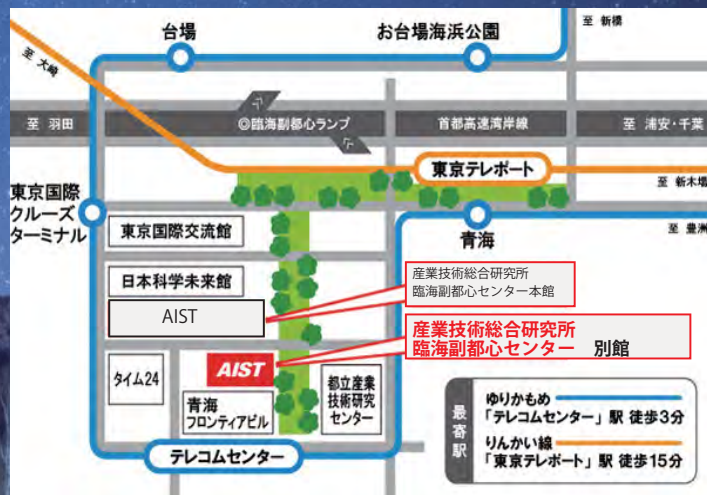 至 新橋
台場
お台場海浜公園
至 大崎
至 羽田
◎臨海副都心ランプ
首都高速湾岸線
至 浦安・千葉
東京テレポート
至 新木場
東京国際
クルーズ
ターミナル
東京国際交流館
青海
至 豊洲
日本科学未来館
産業技術総合研究所
臨海副都心センター本館
AIST
産業技術総合研究所
臨海副都心センター 別館
タイム24
AIST
青海
フロンティアビル
都立産業
技術研究
センター
テレコムセンター
最寄駅
ゆりかもめ
「テレコムセンター」駅 徒歩3分
りんかい線
「東京テレポート」駅 徒歩15分